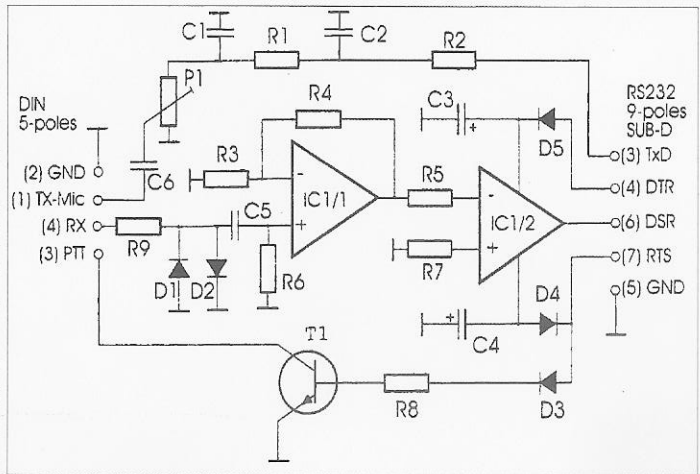 C1
C2
R1
R2
P1
DIN
5-poles
RS232
9-poles
SUB-D
R4
C3
+
D5
(3) TxD
(2) GND
C6
R3
-
IC1/1
+
R5
-
IC1/2
+
(4) DTR
(1) TX-Mic
(4) RX
R9
C5
(6) DSR
(3) PTT
D1
D2
R6
R7
(7) RTS
D4
(5) GND
+
C4
T1
R8
D3